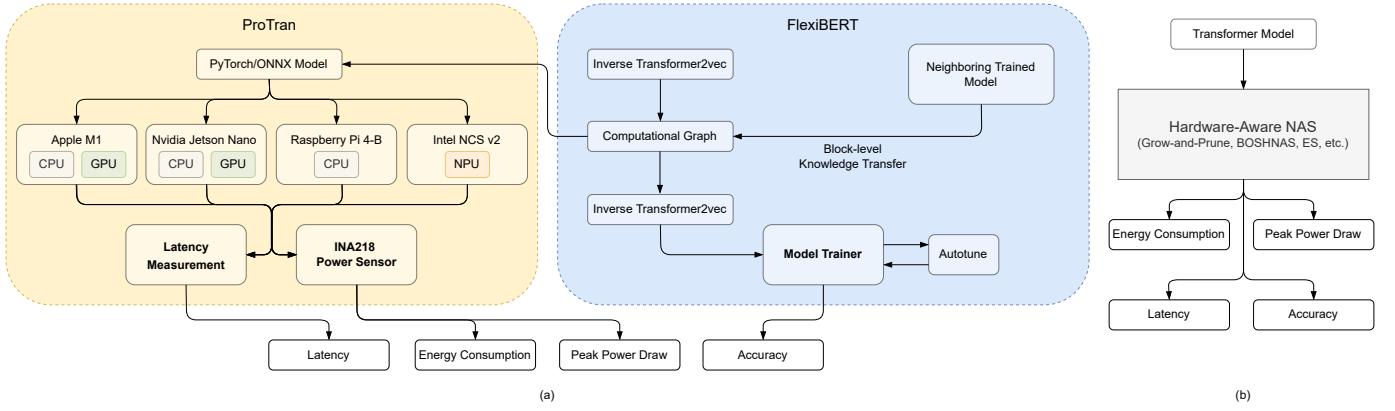 ProTran
PyTorch/ONNX Model
Apple M1
CPU
GPU
Nvidia Jetson Nano
CPU
GPU
Raspberry Pi 4-B
CPU
Intel NCS v2
NPU
Latency
Measurement
INA218
Power Sensor
FlexiBERT
Inverse Transformer2vec
Neighboring Trained
Model
Computational Graph
Block-level
Knowledge Transfer
Inverse Transformer2vec
Model Trainer
Autotune
Latency
Energy Consumption
Peak Power Draw
Accuracy
(a)
Transformer Model
Hardware-Aware NAS
(Grow-and-Prune, BOSHNAS, ES, etc.)
Energy Consumption
Peak Power Draw
Latency
Accuracy
(b)